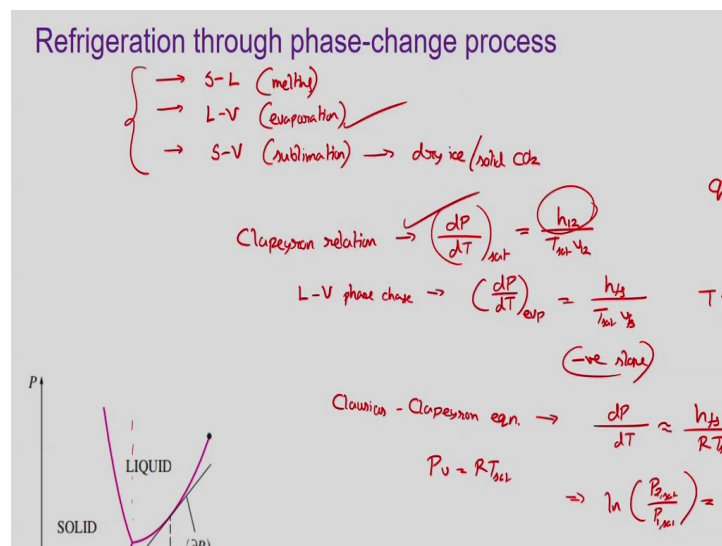 Refrigeration through phase-change process
→ S-L (melting)
→ L-V (evaporation)
→ S-V (sublimation) → dry ice/solid CO2
q
Clapeyron relation → (dP/dT)sat = h12/Tsat v12
L-V phase chase → (dP/dT)evp = hfg/Tsat vfg
T
(-ve slope)
Clausius - Clapeyron eqn. → dP/dT ≈ hfg/RTs
Pv = RTsat
⇒ ln (P2,sat/P1,sat) =
P
LIQUID
SOLID
(∂P)